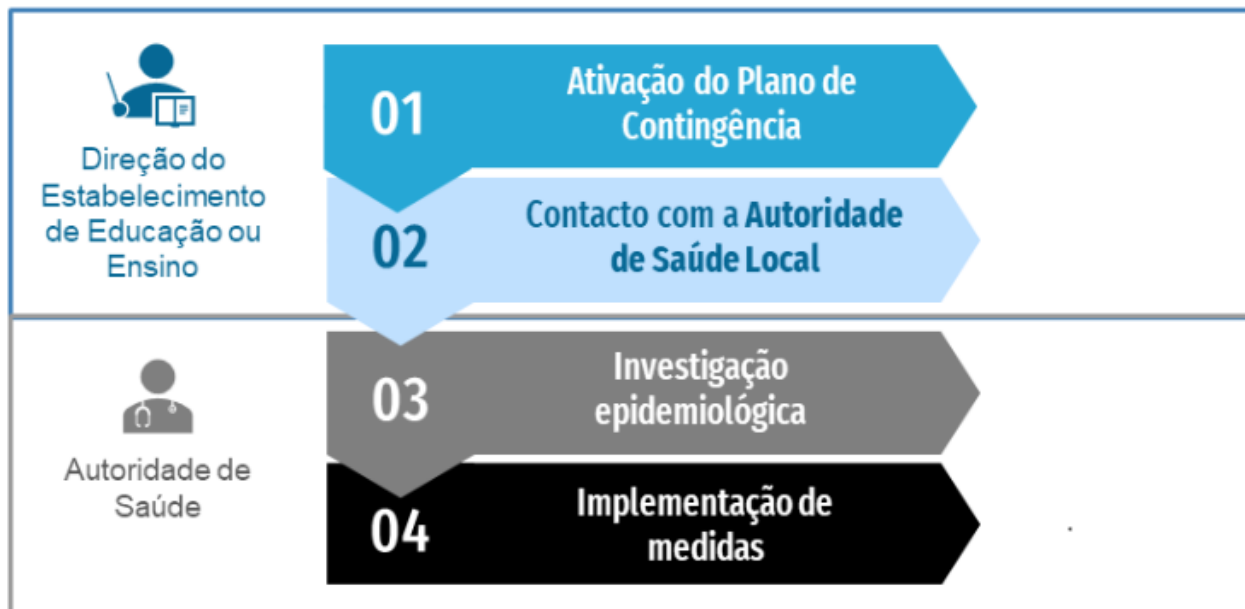 Direção do
Estabelecimento
de Educação ou
Ensino
01
Ativação do Plano de
Contingência
02
Contacto com a Autoridade
de Saúde Local
Autoridade de
Saúde
03
Investigação
epidemiológica
04
Implementação de
medidas
.